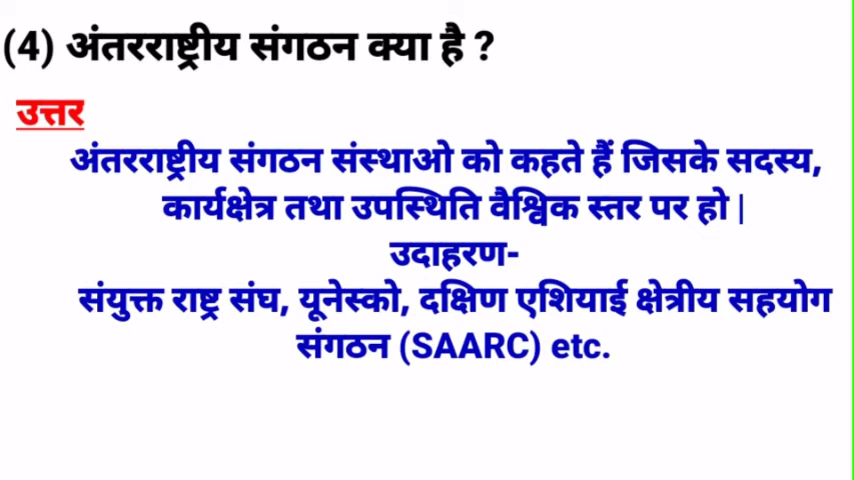 (4) अंतरराष्ट्रीय संगठन क्या है ?
उत्तर
अंतरराष्ट्रीय संगठन संस्थाओ को कहते हैं जिसके सदस्य,
कार्यक्षेत्र तथा उपस्थिति वैश्विक स्तर पर हो |
उदाहरण-
संयुक्त राष्ट्र संघ, यूनेस्को, दक्षिण एशियाई क्षेत्रीय सहयोग
संगठन (SAARC) etc.